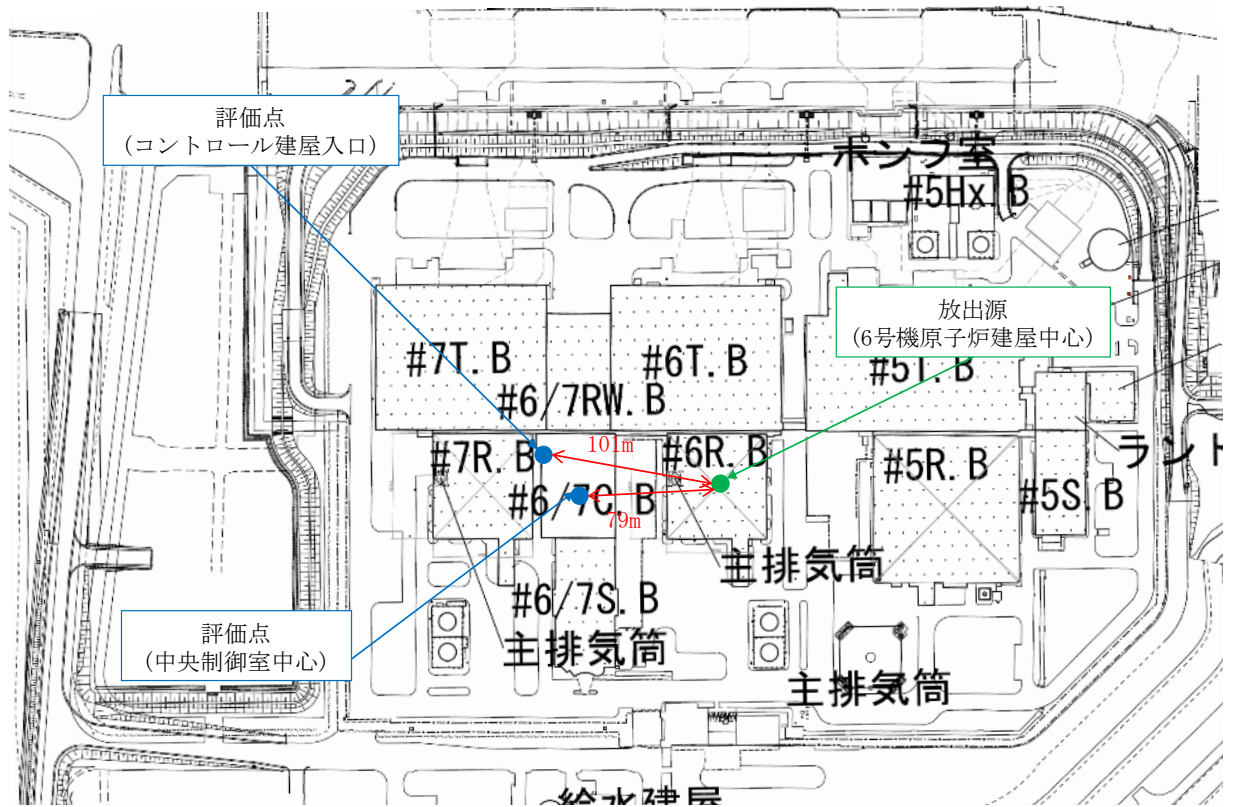 評価点
(コントロール建屋入口)
ポンプ室
#5Hx.B
放出源
(6号機原子炉建屋中心)
#7T.B
#6T.B
#5T.B
#6/7RW.B
101m
#7R.B
#6R.B
#5R.B
ラント
#6/7C.B
#5S.B
79m
主排気筒
#6/7S.B
評価点
(中央制御室中心)
主排気筒
主排気筒
給水建屋